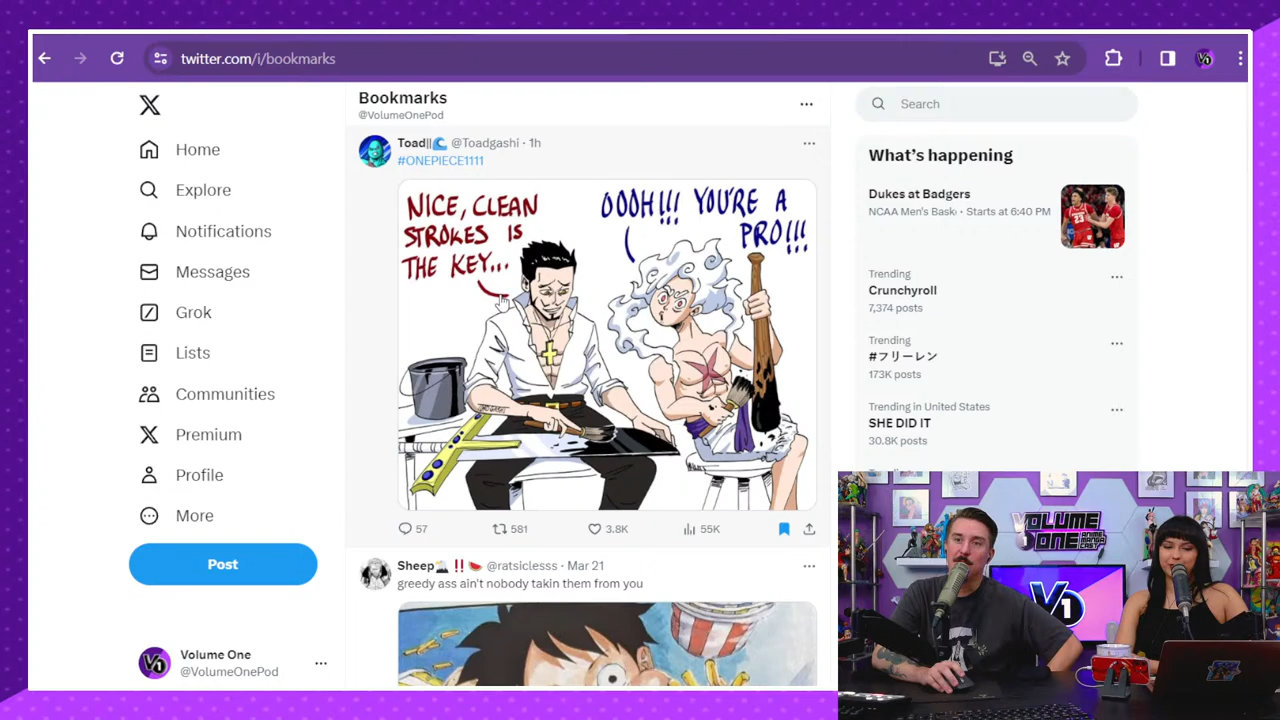 twitter.com/i/bookmarks
V1
Home
Explore
Notifications
Messages
Grok
Lists
Communities
Premium
Profile
More
Post
Volume One
@VolumeOnePod
Bookmarks
@VolumeOnePod
Toad||🌊 @Toadgashi · 1h
#ONEPIECE1111
NICE, CLEAN
STROKES IS
THE KEY...
OOOH!!! YOU'RE A
PRO!!!
57
581
3.8K
55K
Sheep🏔️ ‼️🍉 @ratsiclesss · Mar 21
greedy ass ain't nobody takin them from you
Search
What's happening
Dukes at Badgers
NCAA Men's Bask · Starts at 6:40 PM
Trending
Crunchyroll
7,374 posts
Trending
#フリーレン
173K posts
Trending in United States
SHE DID IT
30.8K posts
VOLUME
ONE
ANIME
MANGA
CAST
V1